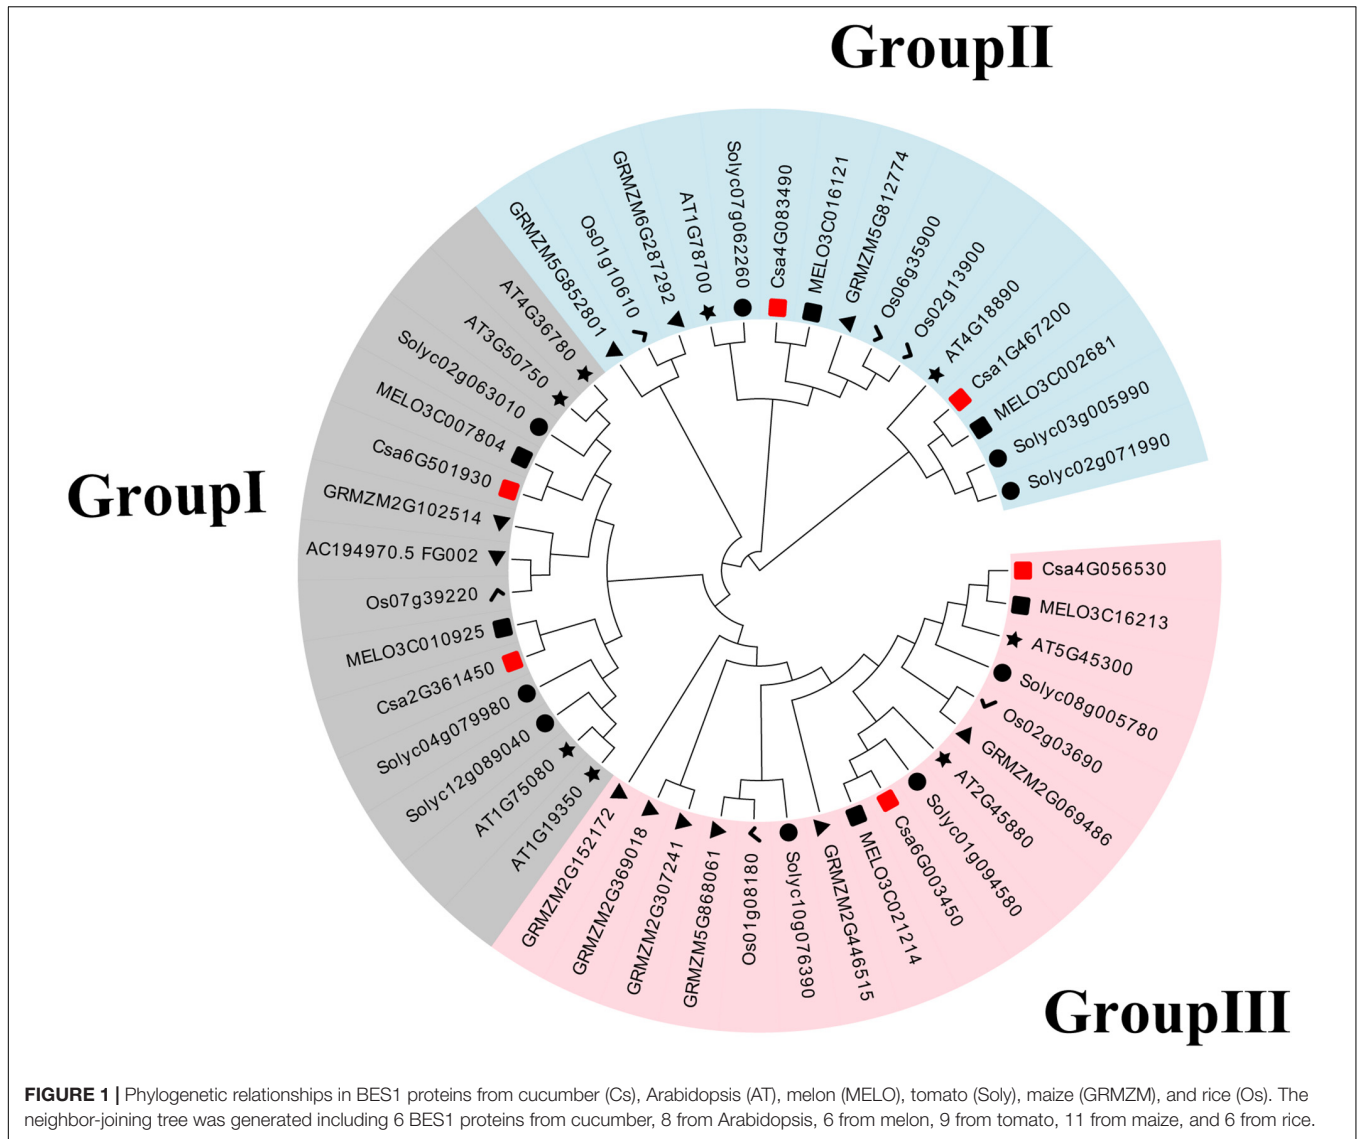 GroupII
GRMZM5G852801
Os01g10610
GRMZM6G287292
AT1G78700
Solyc07g062260
Csa4G083490
MELO3C016121
GRMZM5G812774
Os06g35900
Os02g13900
AT4G18890
Csa1G467200
MELO3C002681
Solyc03g005990
Solyc02g071990
GroupI
AT4G36780
AT3G50750
Solyc02g063010
MELO3C007804
Csa6G501930
GRMZM2G102514
AC194970.5 FG002
Os07g39220
MELO3C010925
Csa2G361450
Solyc04g079980
Solyc12g089040
AT1G75080
AT1G19350
Csa4G056530
MELO3C16213
AT5G45300
Solyc08g005780
Os02g03690
GRMZM2G069486
AT2G45880
Solyc01g094580
Csa6G003450
MELO3C021214
GRMZM2G446515
Solyc10g076390
Os01g08180
GRMZM5G868061
GRMZM2G307241
GRMZM2G369018
GRMZM2G152172
GroupIII
FIGURE 1 | Phylogenetic relationships in BES1 proteins from cucumber (Cs), Arabidopsis (AT), melon (MELO), tomato (Soly), maize (GRMZM), and rice (Os). The
neighbor-joining tree was generated including 6 BES1 proteins from cucumber, 8 from Arabidopsis, 6 from melon, 9 from tomato, 11 from maize, and 6 from rice.